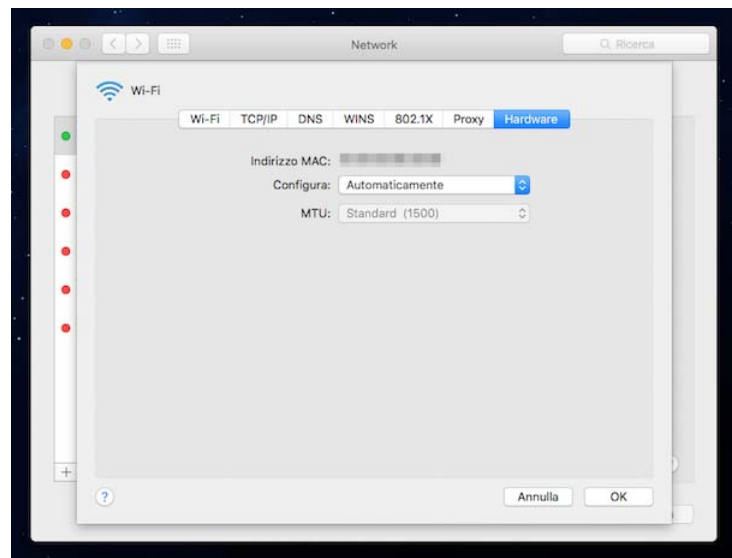 Network
Ricerca
Wi-Fi
Wi-Fi TCP/IP DNS WINS 802.1X Proxy Hardware
Indirizzo MAC:
Configura: Automaticamente
MTU: Standard (1500)
+
?
Annulla OK